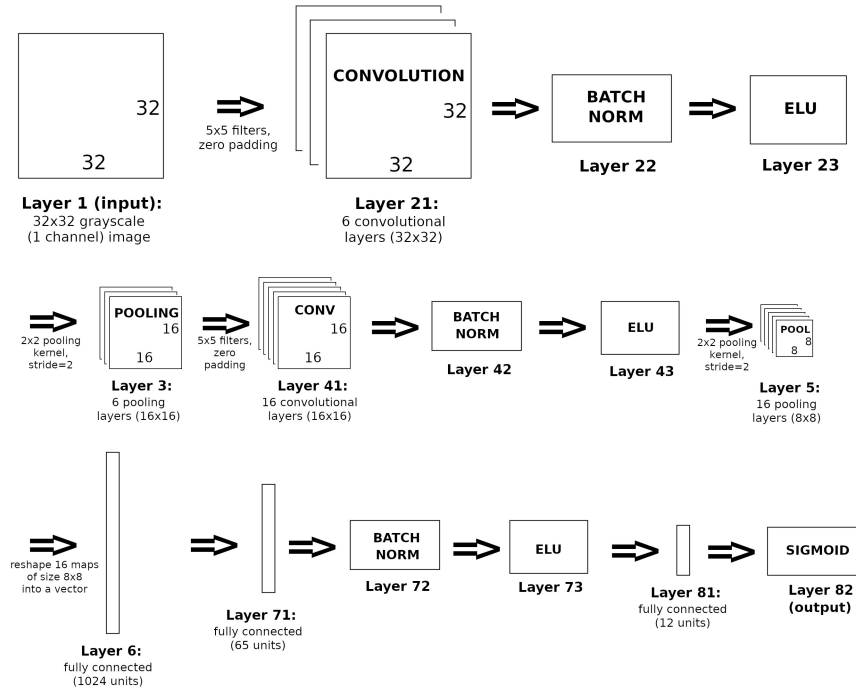 32
32
Layer 1 (input):
32x32 grayscale
(1 channel) image
5x5 filters,
zero padding
CONVOLUTION
32
32
Layer 21:
6 convolutional
layers (32x32)
BATCH
NORM
Layer 22
ELU
Layer 23
2x2 pooling
kernel,
stride=2
POOLING
16
16
Layer 3:
6 pooling
layers (16x16)
5x5 filters,
zero
padding
CONV
16
16
Layer 41:
16 convolutional
layers (16x16)
BATCH
NORM
Layer 42
ELU
Layer 43
2x2 pooling
kernel,
stride=2
POOL
8
8
Layer 5:
16 pooling
layers (8x8)
reshape 16 maps
of size 8x8
into a vector
Layer 6:
fully connected
(1024 units)
Layer 71:
fully connected
(65 units)
BATCH
NORM
Layer 72
ELU
Layer 73
Layer 81:
fully connected
(12 units)
SIGMOID
Layer 82
(output)